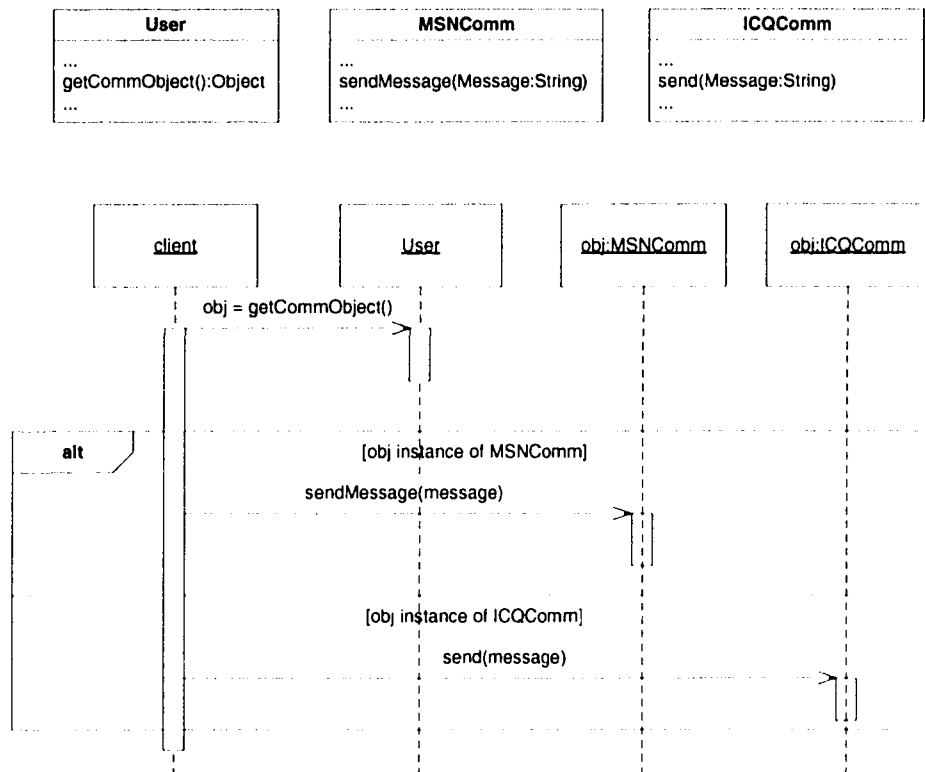 User
...
getCommObject():Object
...
MSNComm
...
sendMessage(Message:String)
...
ICQComm
...
send(Message:String)
...
client
User
obj:MSNComm
obj:ICQComm
obj = getCommObject()
alt
[obj instance of MSNComm]
sendMessage(message)
[obj instance of ICQComm]
send(message)